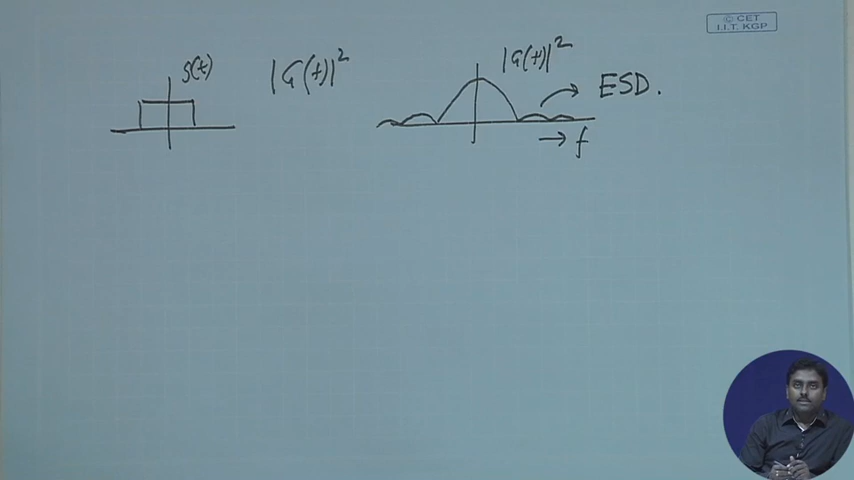 © CET
I.I.T. KGP
g(t)
|G(f)|²
|G(f)|²
ESD.
→ f